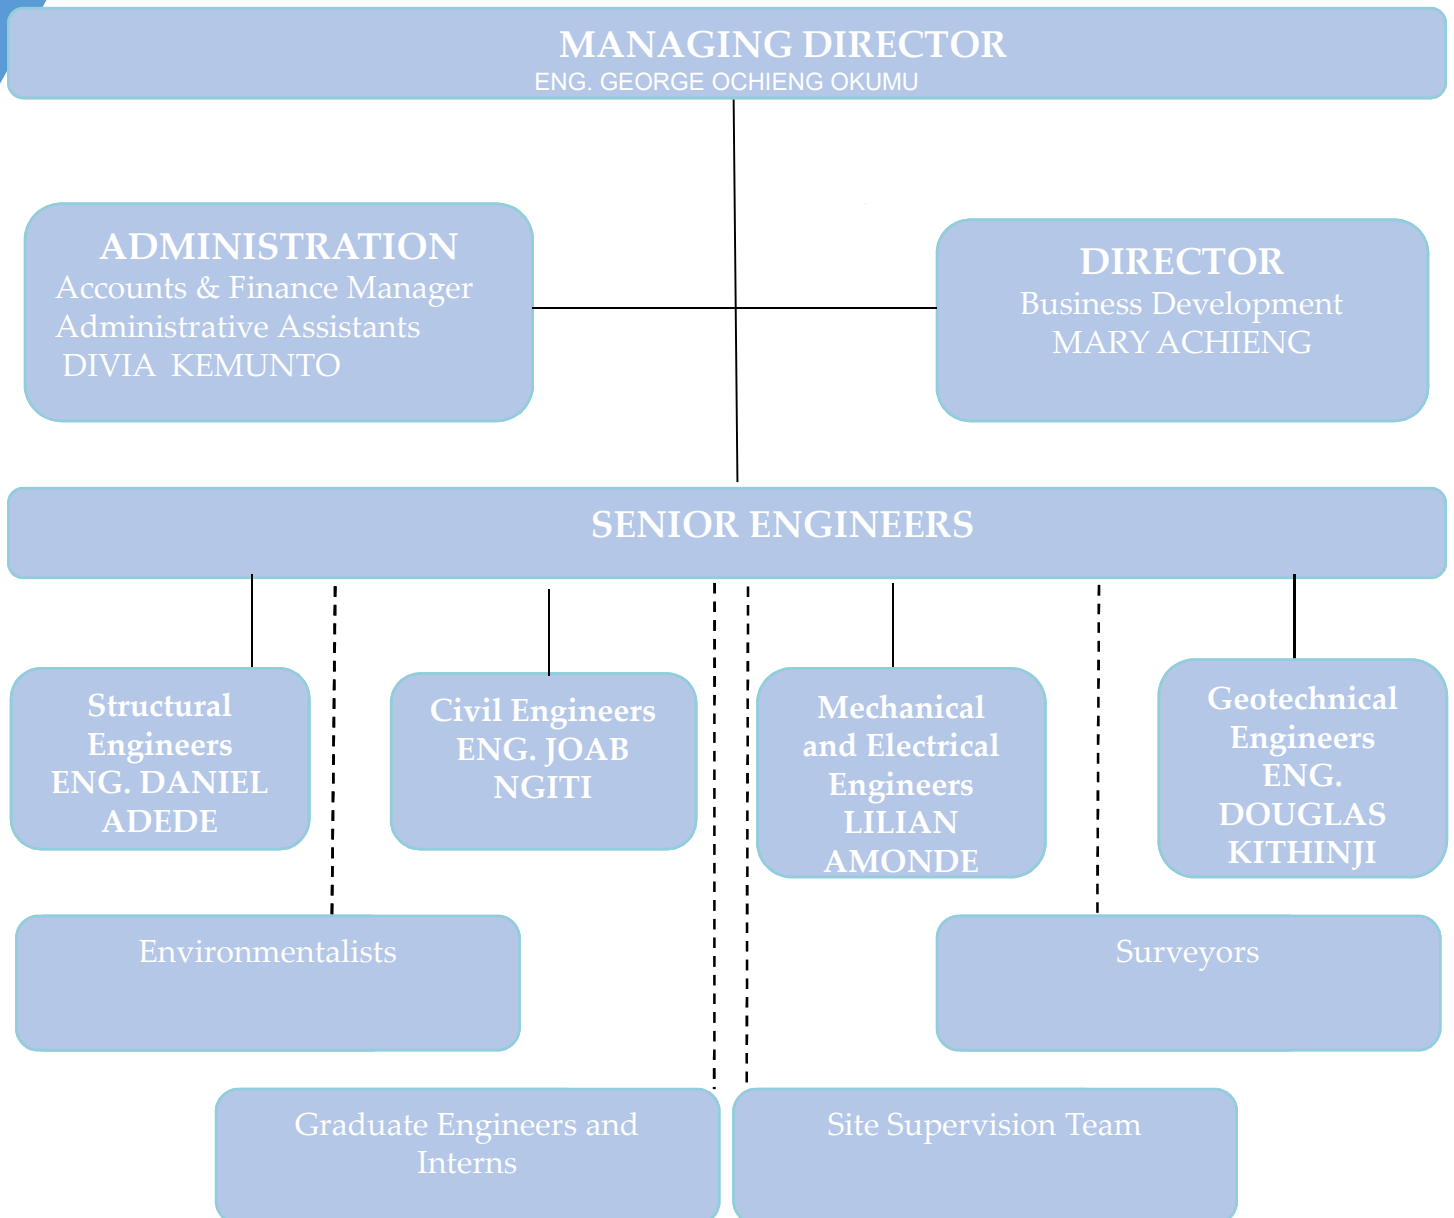 MANAGING DIRECTOR
ENG. GEORGE OCHIENG OKUMU
ADMINISTRATION
Accounts & Finance Manager
Administrative Assistants
DIVIA KEMUNTO
DIRECTOR
Business Development
MARY ACHIENG
SENIOR ENGINEERS
Structural
Engineers
ENG. DANIEL
ADEDE
Civil Engineers
ENG. JOAB
NGITI
Mechanical
and Electrical
Engineers
LILIAN
AMONDE
Geotechnical
Engineers
ENG.
DOUGLAS
KITHINJI
Environmentalists
Surveyors
Graduate Engineers and
Interns
Site Supervision Team